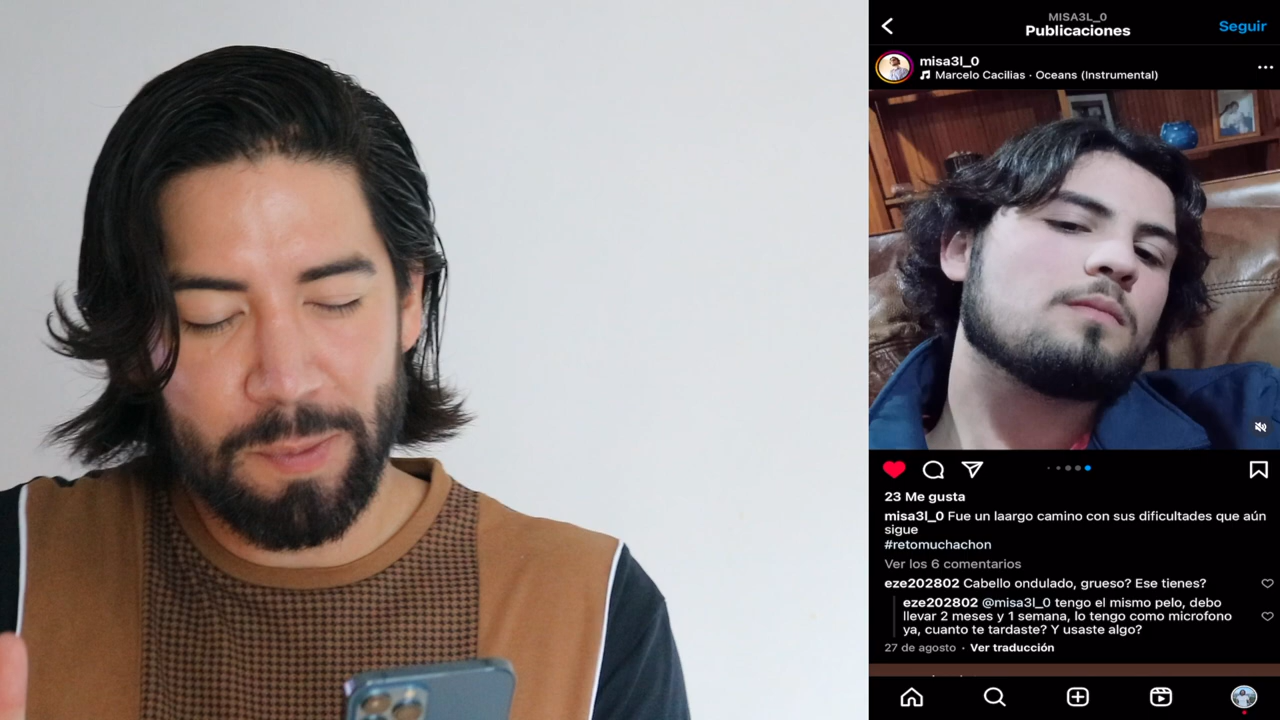 MISA3L_0
Publicaciones
Seguir
misa3l_0
Marcelo Cacilias · Oceans (Instrumental)
23 Me gusta
misa3l_0 Fue un laargo camino con sus dificultades que aún
sigue
#retomuchachon
Ver los 6 comentarios
eze202802 Cabello ondulado, grueso? Ese tienes?
eze202802 @misa3l_0 tengo el mismo pelo, debo
llevar 2 meses y 1 semana, lo tengo como microfono
ya, cuanto te tardaste? Y usaste algo?
27 de agosto · Ver traducción